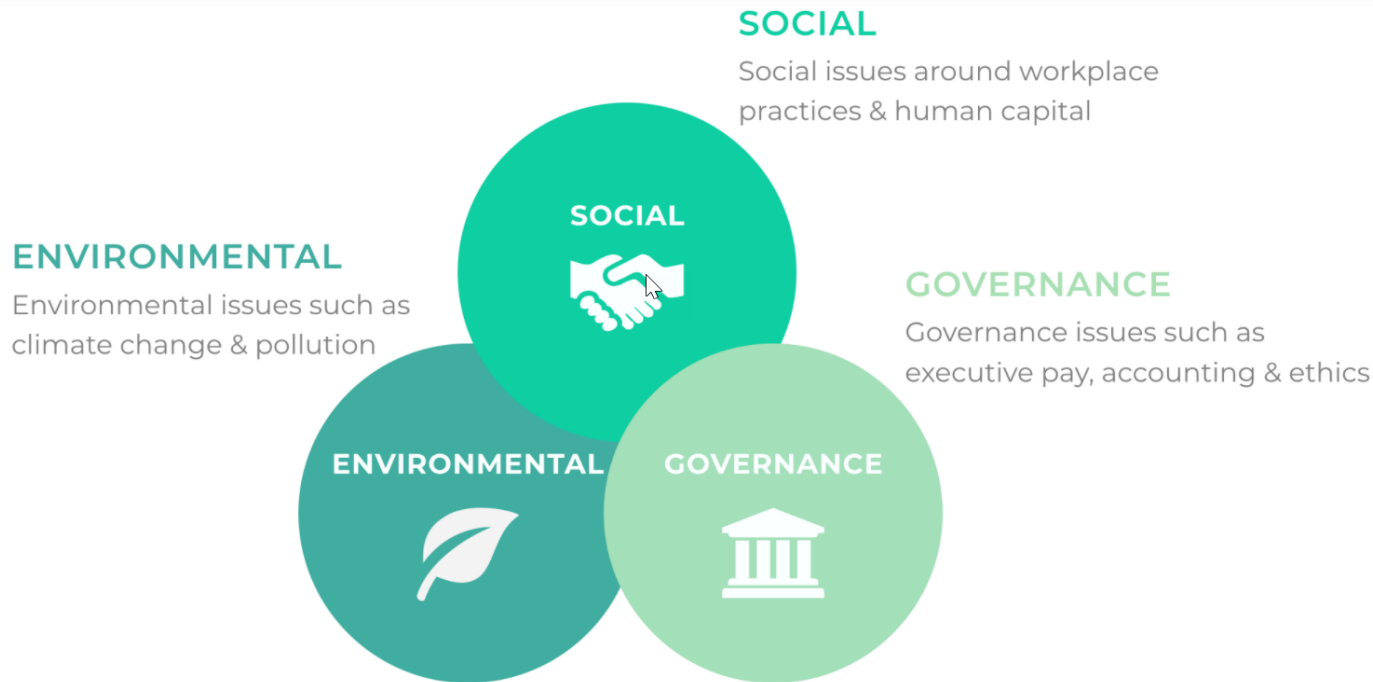 SOCIAL
Social issues around workplace
practices & human capital
SOCIAL
ENVIRONMENTAL
Environmental issues such as
climate change & pollution
GOVERNANCE
Governance issues such as
executive pay, accounting & ethics
ENVIRONMENTAL
GOVERNANCE